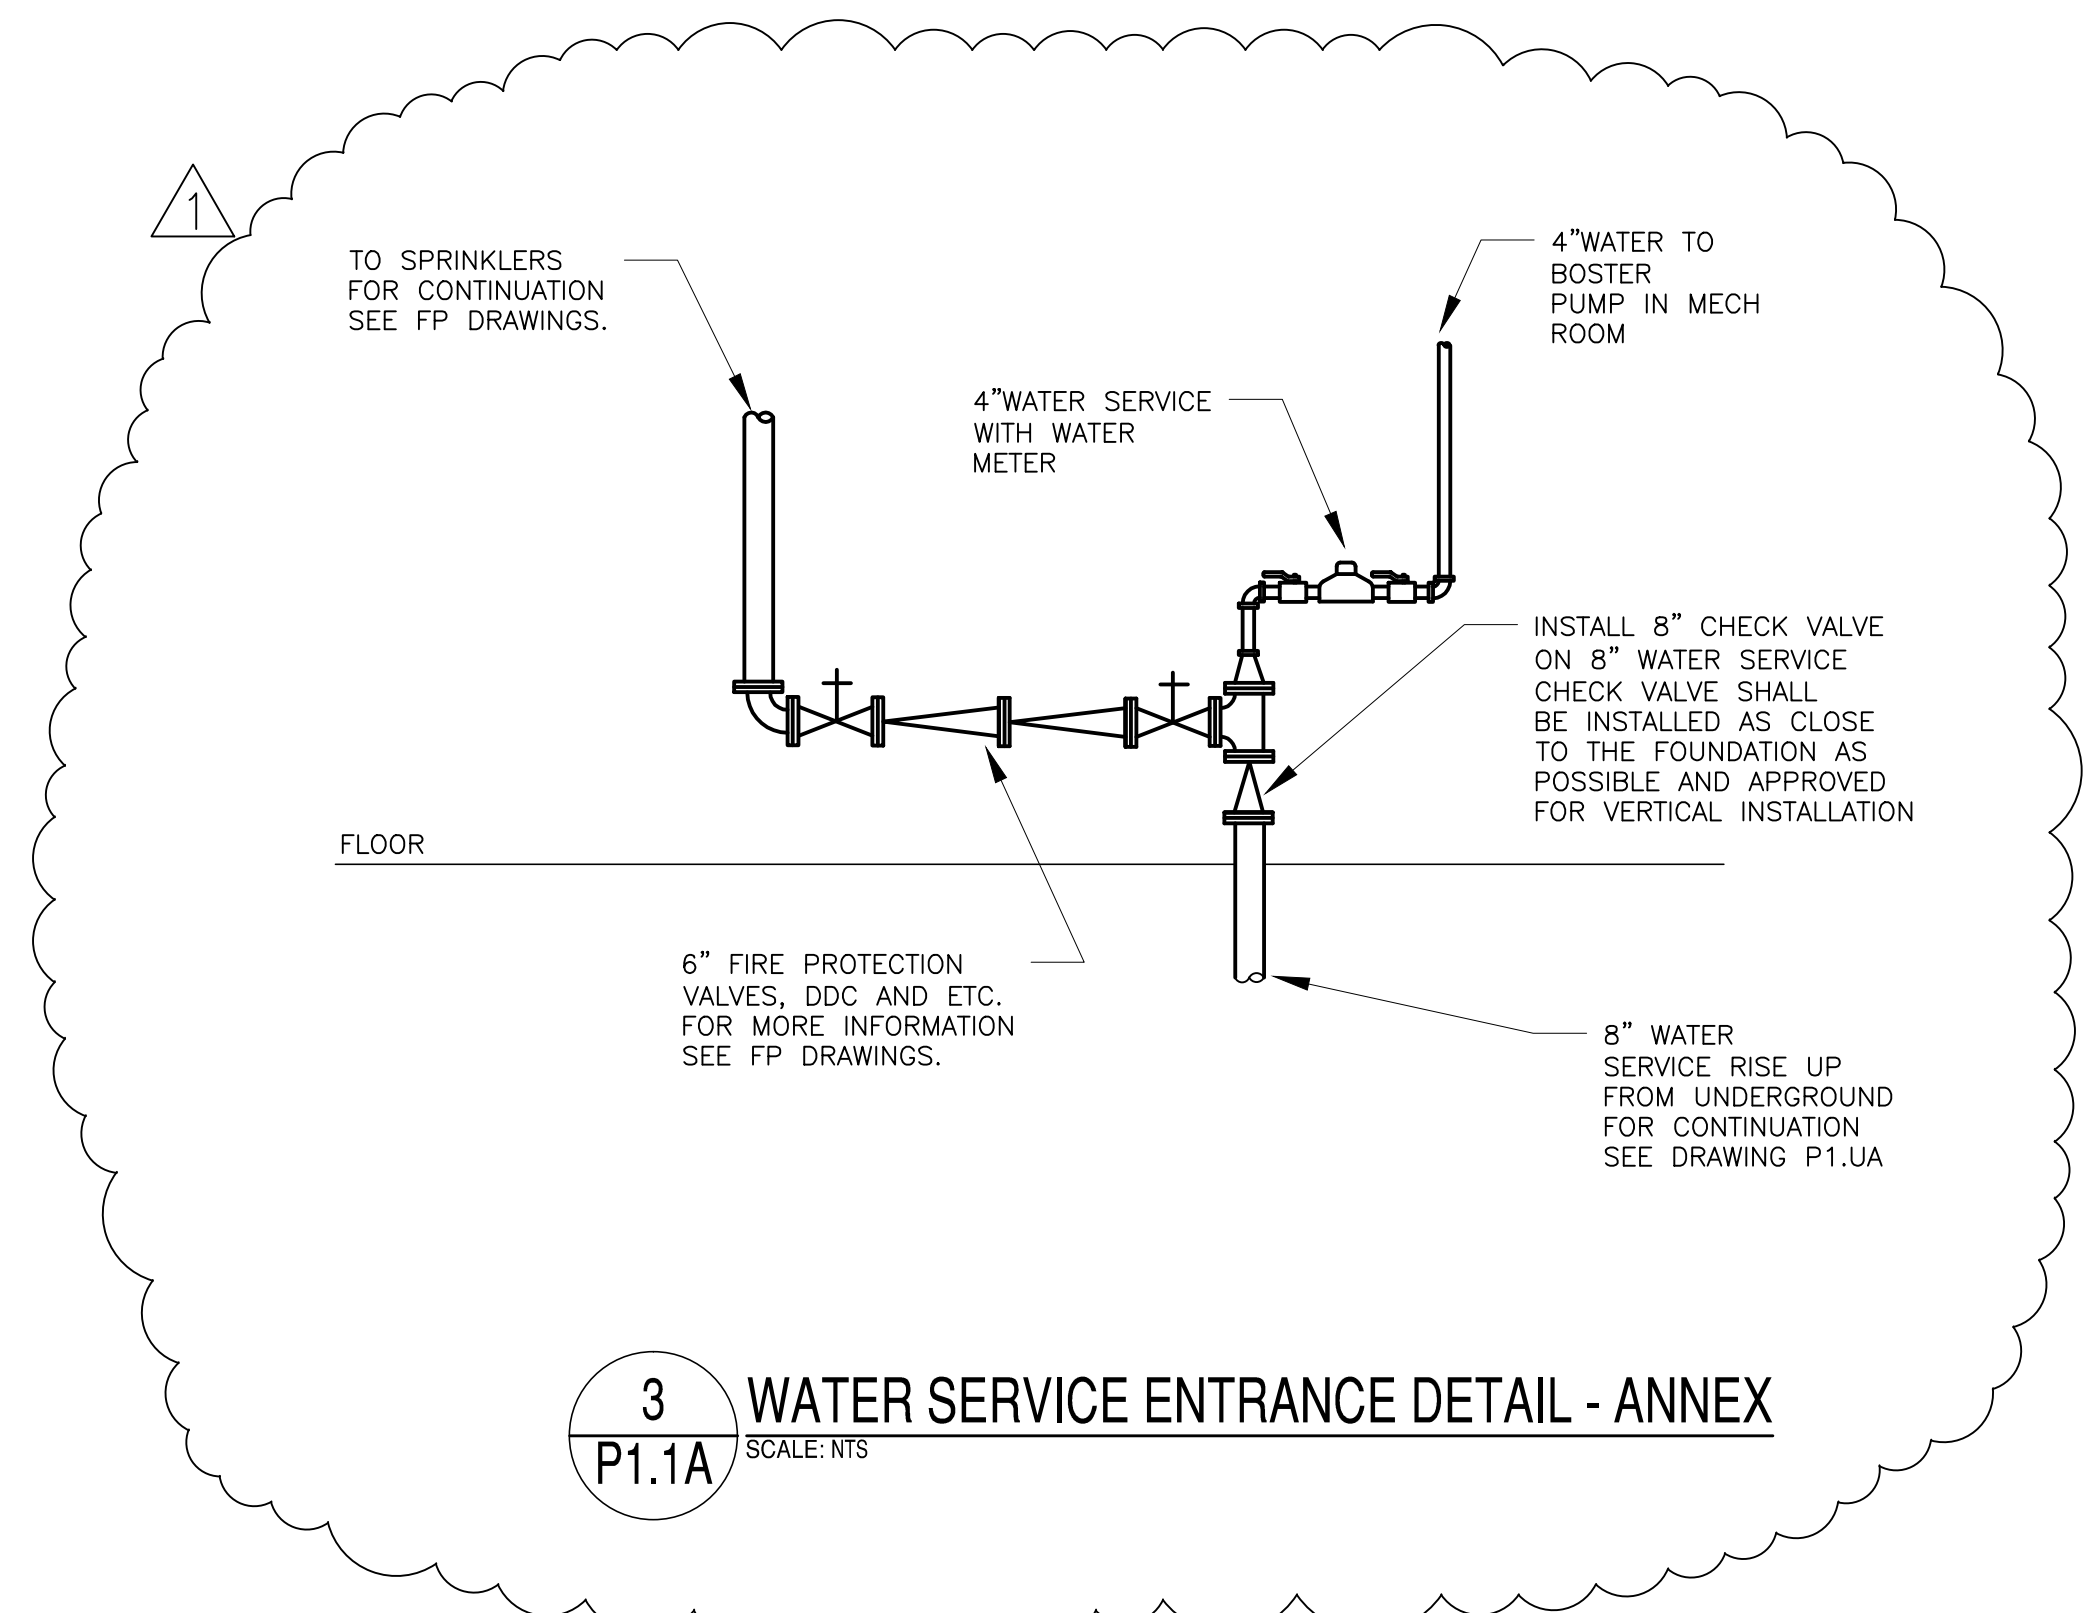 1
TO SPRINKLERS
FOR CONTINUATION
SEE FP DRAWINGS.
4"WATER TO
BOSTER
PUMP IN MECH
ROOM
4"WATER SERVICE
WITH WATER
METER
INSTALL 8" CHECK VALVE
ON 8" WATER SERVICE
CHECK VALVE SHALL
BE INSTALLED AS CLOSE
TO THE FOUNDATION AS
POSSIBLE AND APPROVED
FOR VERTICAL INSTALLATION
FLOOR
6" FIRE PROTECTION
VALVES, DDC AND ETC.
FOR MORE INFORMATION
SEE FP DRAWINGS.
8" WATER
SERVICE RISE UP
FROM UNDERGROUND
FOR CONTINUATION
SEE DRAWING P1.UA
3
P1.1A
WATER SERVICE ENTRANCE DETAIL - ANNEX
SCALE: NTS